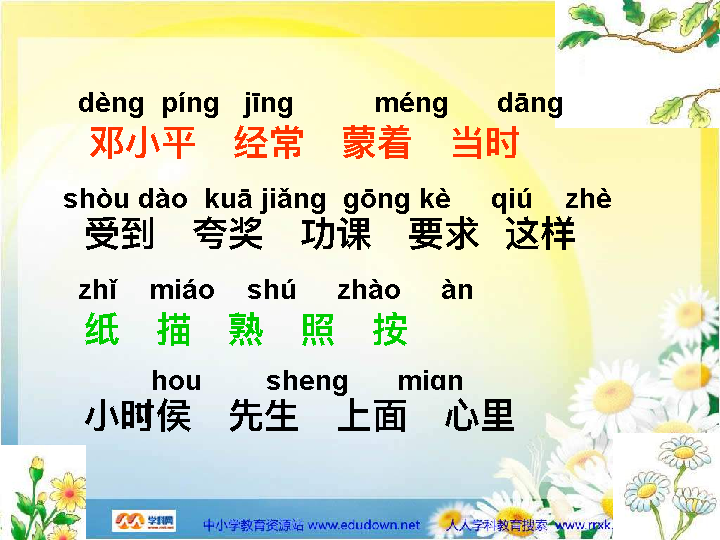 dèng píng jīng méng dāng
邓小平 经常 蒙着 当时
shòu dào kuā jiǎng gōng kè qiú zhè
受到 夸奖 功课 要求 这样
zhǐ miáo shú zhào àn
纸 描 熟 照 按
hou sheng miɑn
小时侯 先生 上面 心里
学科网 中小学教育资源站 www.edudown.net 人人学科教育搜索 www.rrxk.